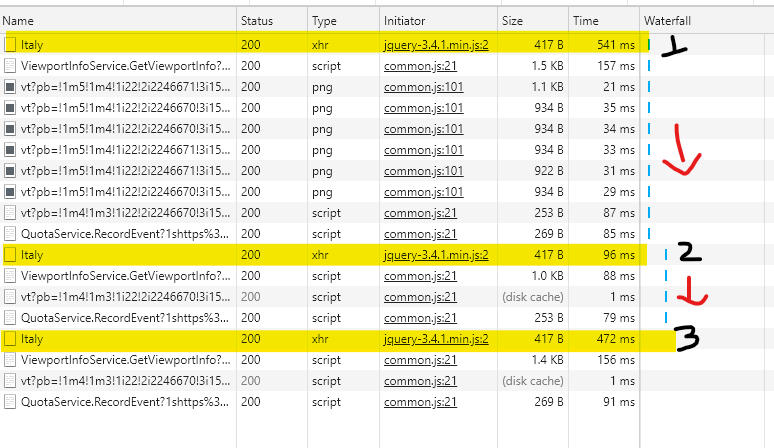 Name Status Type Initiator Size Time Waterfall
Italy 200 xhr jquery-3.4.1.min.js:2 417 B 541 ms 1
ViewportInfoService.GetViewportInfo?... 200 script common.js:21 1.5 KB 157 ms
vt?pb=!1m5!1m4!1i22!2i2246671!3i15... 200 png common.js:101 1.1 KB 21 ms
vt?pb=!1m5!1m4!1i22!2i2246670!3i15... 200 png common.js:101 934 B 35 ms
vt?pb=!1m5!1m4!1i22!2i2246670!3i15... 200 png common.js:101 934 B 34 ms
vt?pb=!1m5!1m4!1i22!2i2246671!3i15... 200 png common.js:101 934 B 33 ms
vt?pb=!1m5!1m4!1i22!2i2246671!3i15... 200 png common.js:101 922 B 31 ms
vt?pb=!1m5!1m4!1i22!2i2246670!3i15... 200 png common.js:101 934 B 29 ms
vt?pb=!1m4!1m3!1i22!2i2246670!3i15... 200 script common.js:21 253 B 87 ms
QuotaService.RecordEvent?1shttps%3... 200 script common.js:21 269 B 85 ms
Italy 200 xhr jquery-3.4.1.min.js:2 417 B 96 ms 2
ViewportInfoService.GetViewportInfo?... 200 script common.js:21 1.0 KB 88 ms
vt?pb=!1m4!1m3!1i22!2i2246670!3i15... 200 script common.js:21 (disk cache) 1 ms
QuotaService.RecordEvent?1shttps%3... 200 script common.js:21 253 B 79 ms
Italy 200 xhr jquery-3.4.1.min.js:2 417 B 472 ms 3
ViewportInfoService.GetViewportInfo?... 200 script common.js:21 1.4 KB 156 ms
vt?pb=!1m4!1m3!1i22!2i2246670!3i15... 200 script common.js:21 (disk cache) 1 ms
QuotaService.RecordEvent?1shttps%3... 200 script common.js:21 269 B 91 ms